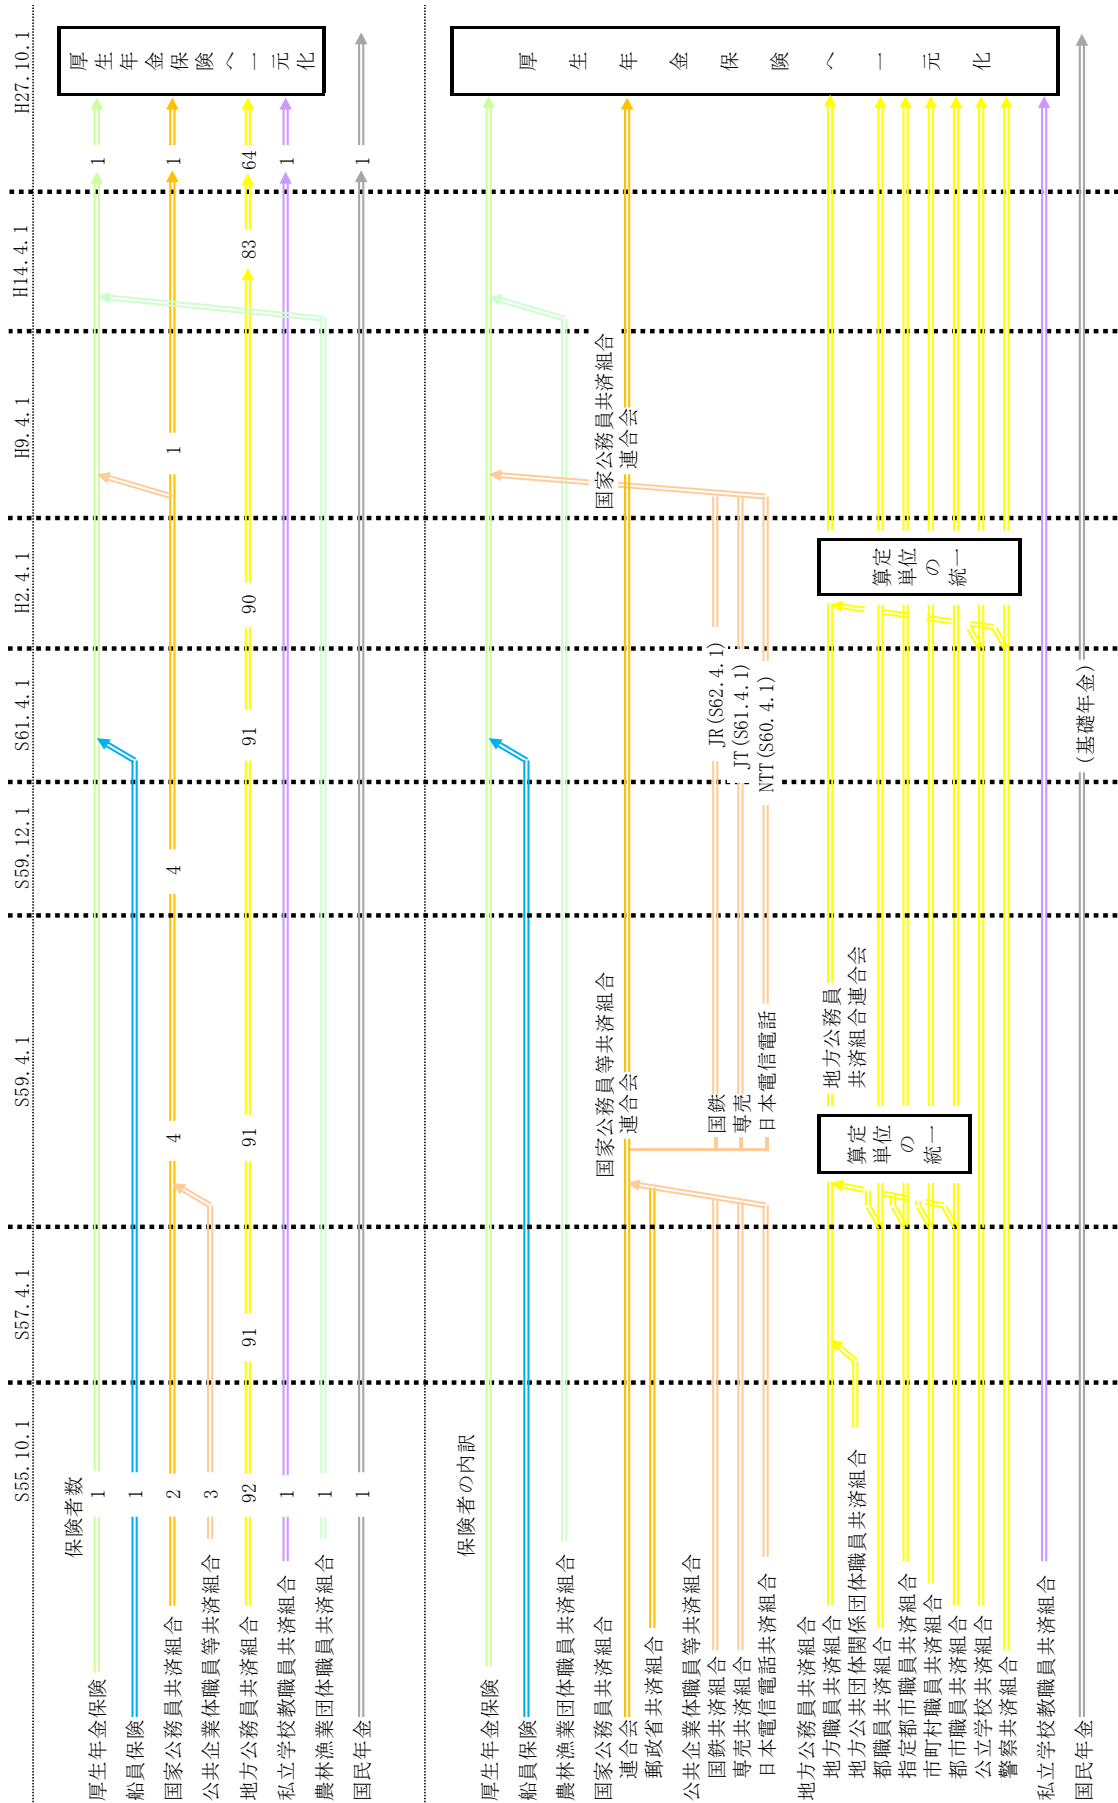 S55.10.1
S57.4.1
S59.4.1
S59.12.1
S61.4.1
H2.4.1
H9.4.1
H14.4.1
H27.10.1
保険者数
厚生年金保険
1
1
船員保険
1
国家公務員共済組合
2
4
4
1
1
公共企業体職員等共済組合
3
地方公務員共済組合
92
91
91
91
90
83
64
私立学校教職員共済組合
1
1
農林漁業団体職員共済組合
1
国民年金
1
1
厚生年金保険へ一元化
保険者の内訳
厚生年金保険
船員保険
農林漁業団体職員共済組合
国家公務員共済組合
連合会
国家公務員等共済組合
連合会
国家公務員共済組合
連合会
郵政省共済組合
公共企業体職員等共済組合
国鉄共済組合
国鉄
JR(S62.4.1)
専売共済組合
専売
JT(S61.4.1)
日本電信電話共済組合
日本電信電話
NTT(S60.4.1)
地方公務員共済組合
地方職員共済組合
地方公務員
共済組合連合会
地方公共団体関係団体職員共済組合
都職員共済組合
指定都市職員共済組合
市町村職員共済組合
都市職員共済組合
公立学校共済組合
警察共済組合
算定
単位
の
統一
算定
単位
の
統一
私立学校教職員共済組合
国民年金
(基礎年金)
厚生年金保険へ一元化